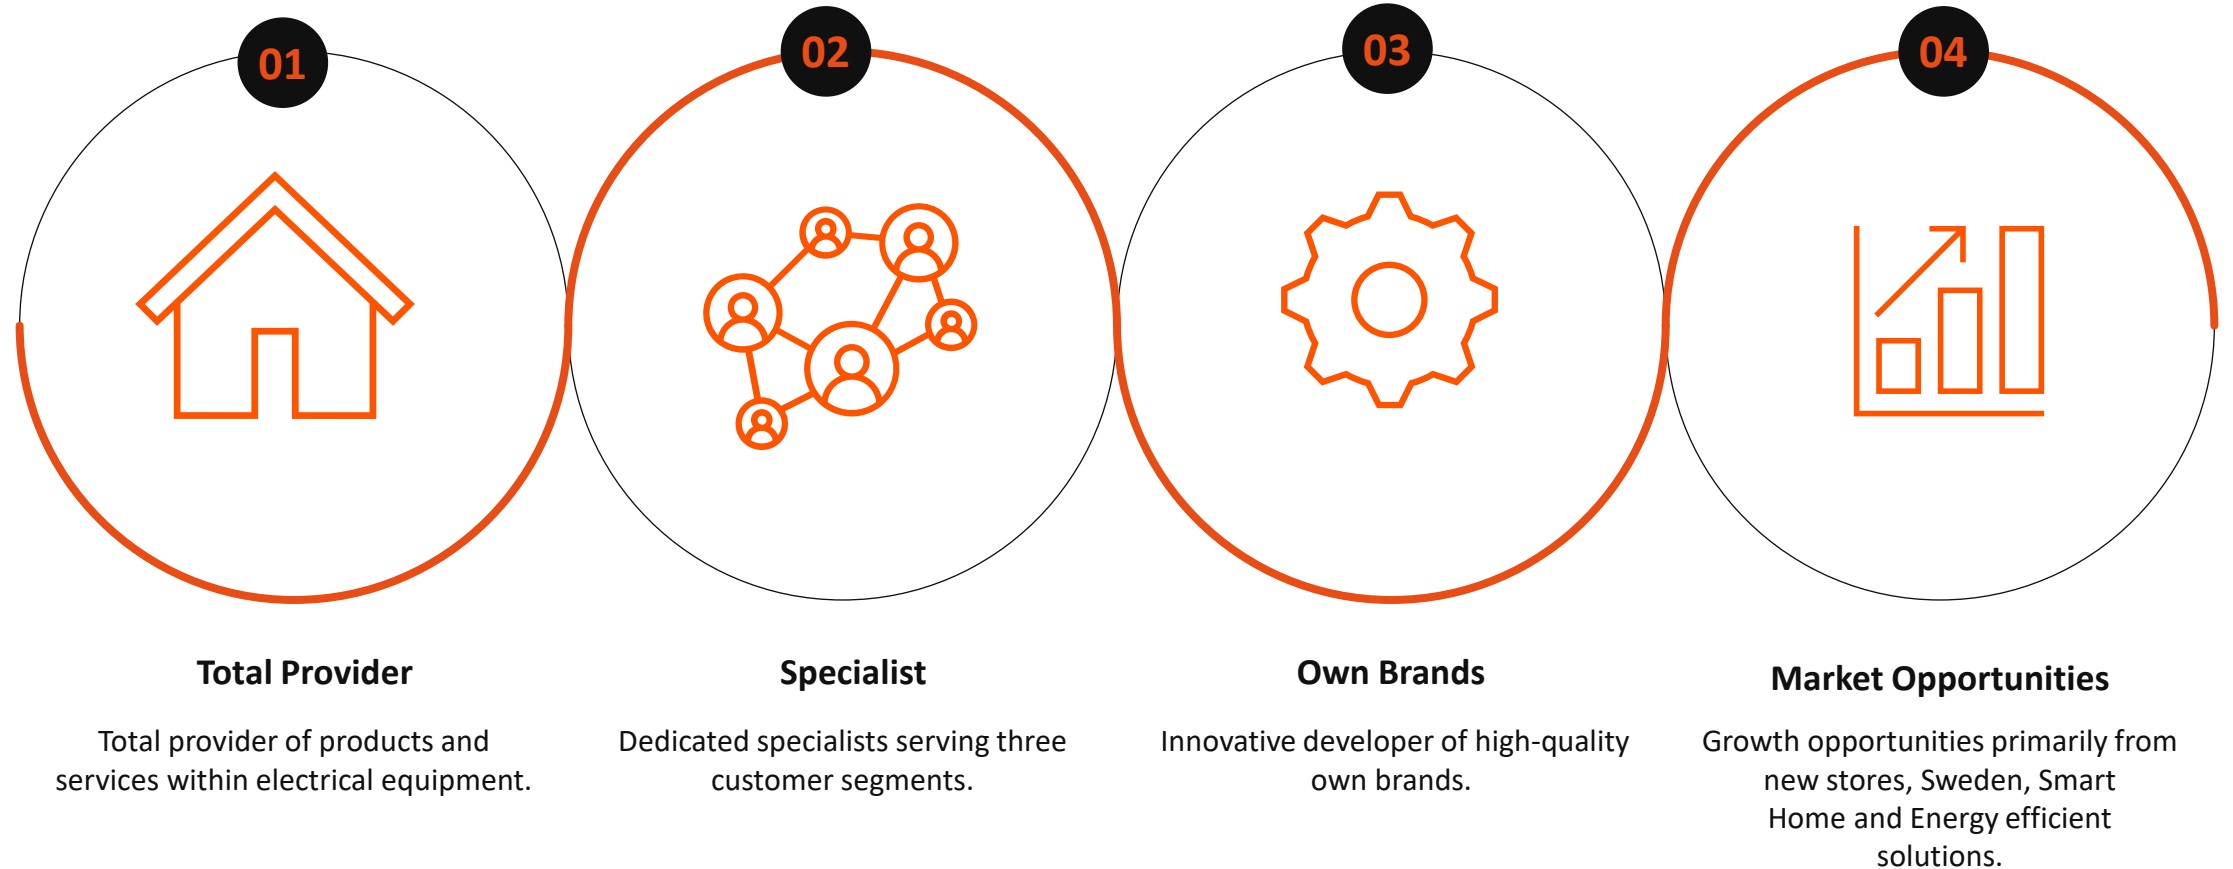 01
02
03
04
Total Provider
Total provider of products and
services within electrical equipment.
Specialist
Dedicated specialists serving three
customer segments.
Own Brands
Innovative developer of high-quality
own brands.
Market Opportunities
Growth opportunities primarily from
new stores, Sweden, Smart
Home and Energy efficient
solutions.